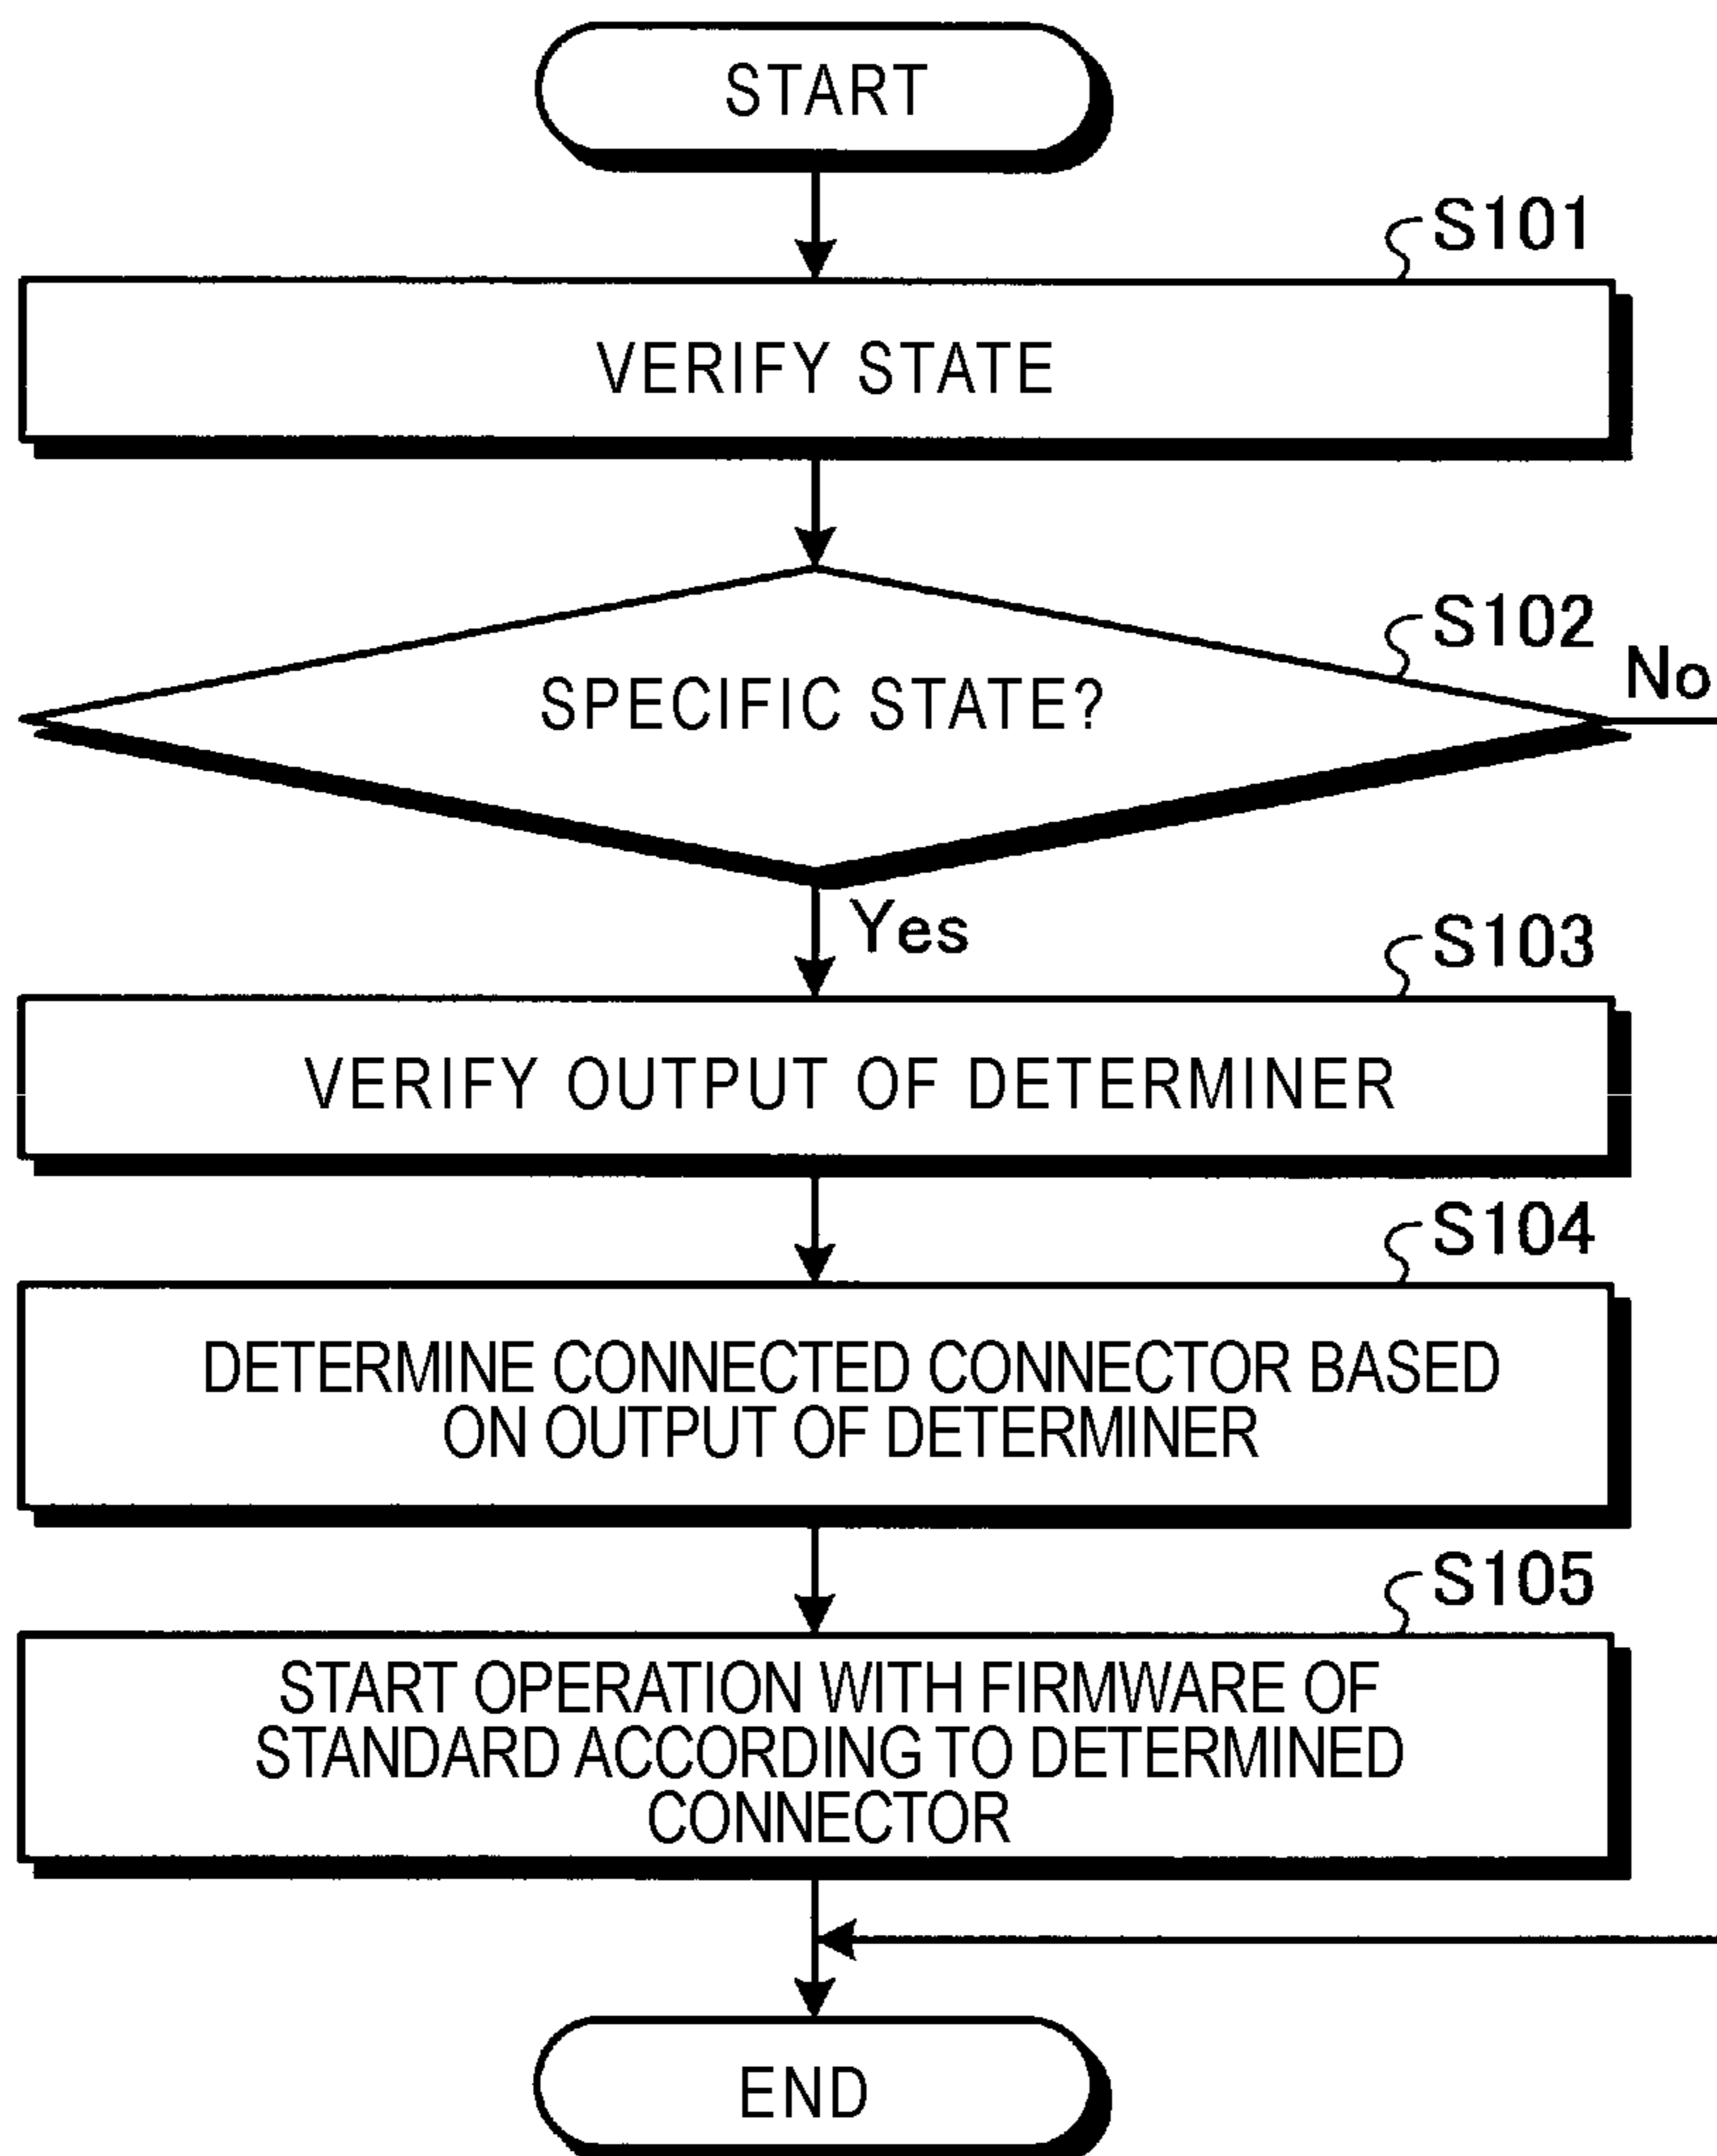 START
S101
VERIFY STATE
S102
No
SPECIFIC STATE?
Yes
S103
VERIFY OUTPUT OF DETERMINER
S104
DETERMINE CONNECTED CONNECTOR BASED
ON OUTPUT OF DETERMINER
S105
START OPERATION WITH FIRMWARE OF
STANDARD ACCORDING TO DETERMINED
CONNECTOR
END